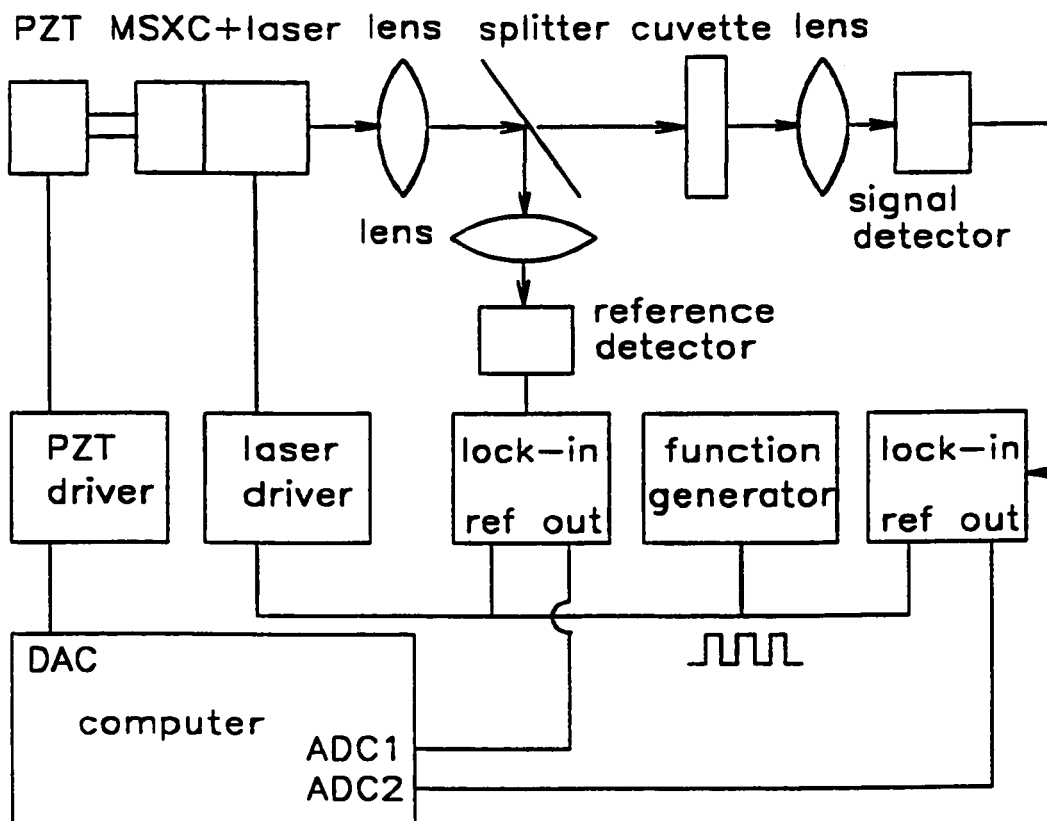 PZT MSXC+laser lens splitter cuvette lens
signal
detector
lens
reference
detector
PZT
driver
laser
driver
lock-in
ref out
function
generator
lock-in
ref out
DAC
computer
ADC1
ADC2